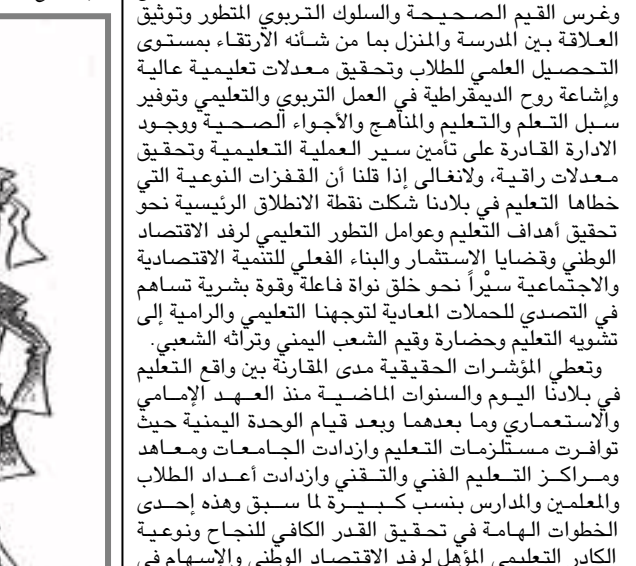 وغرس القيم الصحيحة والسلوك التربوي المتطور وتوثيق
العلاقة بين المدرسة والمنزل بما من شأنه الارتقاء بمستوى
التحصيل العلمي للطلاب وتحقيق معدلات تعليمية عالية
وإشاعة روح الديمقراطية في العمل التربوي والتعليمي وتوفير
سبل التعلم والتعليم والمناهج والأجواء الصحية ووجود
الادارة القادرة على تأمين سير العملية التعليمية وتحقيق
معدلات راقية، ولانغالى إذا قلنا أن القفزات النوعية التي
خطاها التعليم في بلادنا شكلت نقطة الانطلاق الرئيسية نحو
تحقيق أهداف التعليم وعوامل التطور التعليمي لرفد الاقتصاد
الوطني وقضايا الاستثمار والبناء الفعلي للتنمية الاقتصادية
والاجتماعية سيْراً نحو خلق نواة فاعلة وقوة بشرية تساهم
في التصدي للحملات المعادية لتوجهنا التعليمي والرامية إلى
تشويه التعليم وحضارة وقيم الشعب اليمني وتراثه الشعبي.
وتعطي المؤشرات الحقيقية مدى المقارنة بين واقع التعليم
في بلادنا اليوم والسنوات الماضية منذ العهد الإمامي
والاستعماري وما بعدهما وبعد قيام الوحدة اليمنية حيث
توافرت مستلزمات التعليم وازدادت الجامعات ومعاهد
ومراكز التعليم الفني والتقني وازدادت أعداد الطلاب
والمعلمين والمدارس بنسب كبيرة لما سبق وهذه إحدى
الخطوات الهامة في تحقيق القدر الكافي للنجاح ونوعية
الكادر التعليمي المؤهل لرفد الاقتصاد الوطني والإسهام في